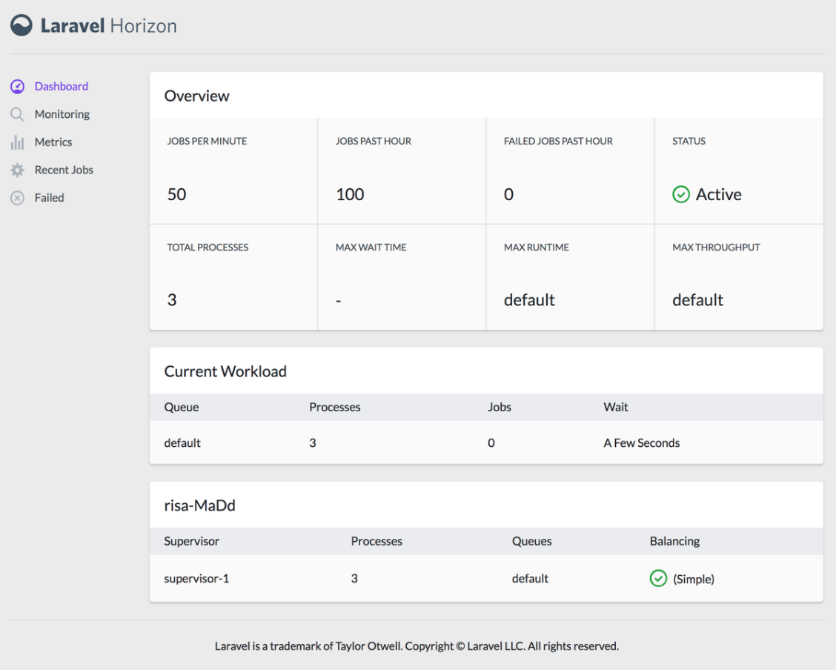 Laravel Horizon
Dashboard
Monitoring
Metrics
Recent Jobs
Failed
Overview
JOBS PER MINUTE
JOBS PAST HOUR
FAILED JOBS PAST HOUR
STATUS
50
100
0
Active
TOTAL PROCESSES
MAX WAIT TIME
MAX RUNTIME
MAX THROUGHPUT
3
-
default
default
Current Workload
Queue Processes Jobs Wait
default 3 0 A Few Seconds
risa-MaDd
Supervisor Processes Queues Balancing
supervisor-1 3 default (Simple)
Laravel is a trademark of Taylor Otwell. Copyright © Laravel LLC. All rights reserved.